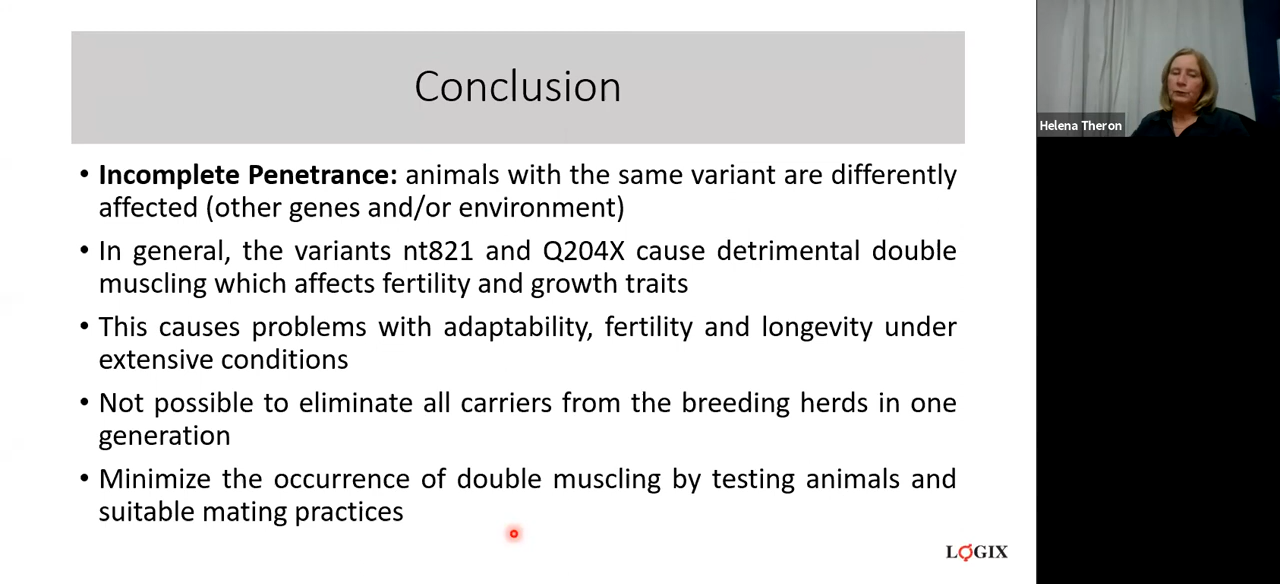 Conclusion
• Incomplete Penetrance: animals with the same variant are differently
affected (other genes and/or environment)
• In general, the variants nt821 and Q204X cause detrimental double
muscling which affects fertility and growth traits
• This causes problems with adaptability, fertility and longevity under
extensive conditions
• Not possible to eliminate all carriers from the breeding herds in one
generation
• Minimize the occurrence of double muscling by testing animals and
suitable mating practices
LOGIX
Helena Theron